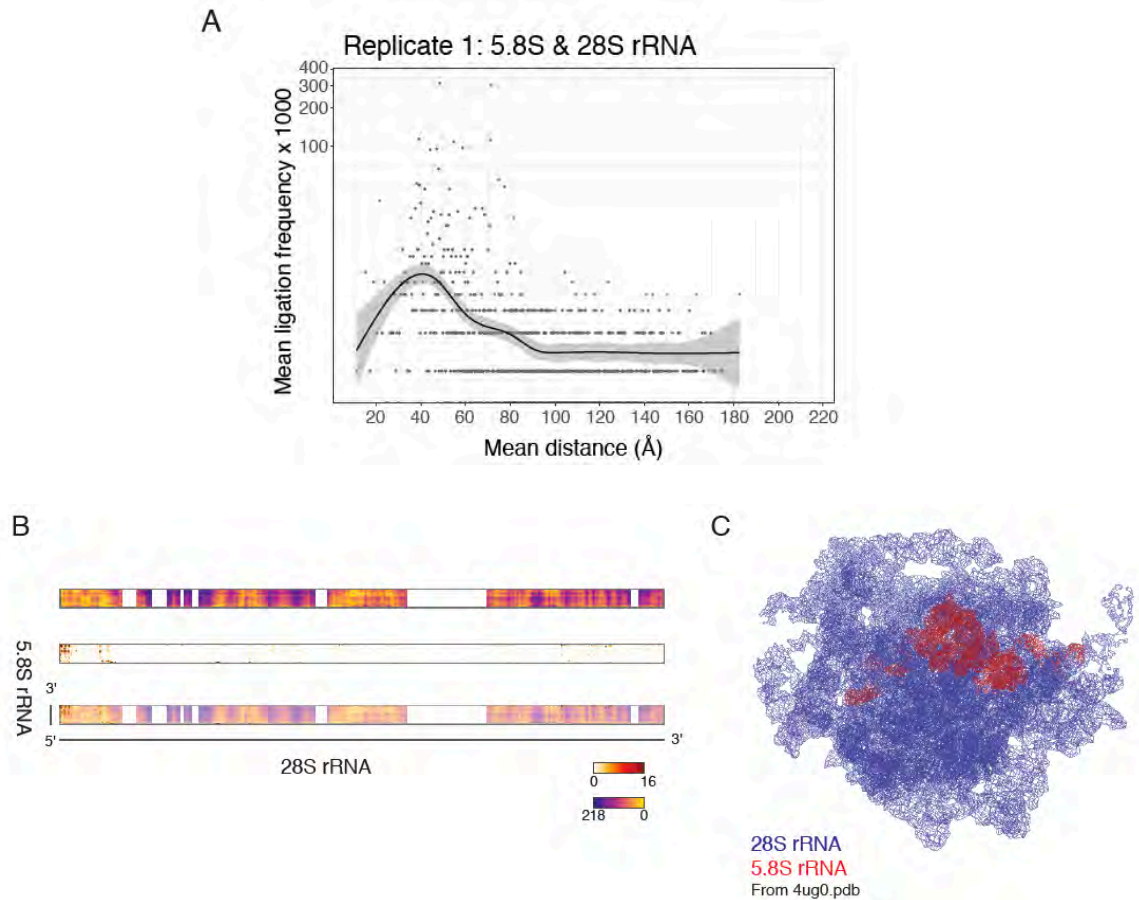 A
Replicate 1: 5.8S & 28S rRNA
Mean ligation frequency x 1000
400
300
200
100
20 40 60 80 100 120 140 160 180 200 220
Mean distance (Å)
B
5.8S rRNA
3'
5'
3'
28S rRNA
0 16
218 0
C
28S rRNA
5.8S rRNA
From 4ug0.pdb